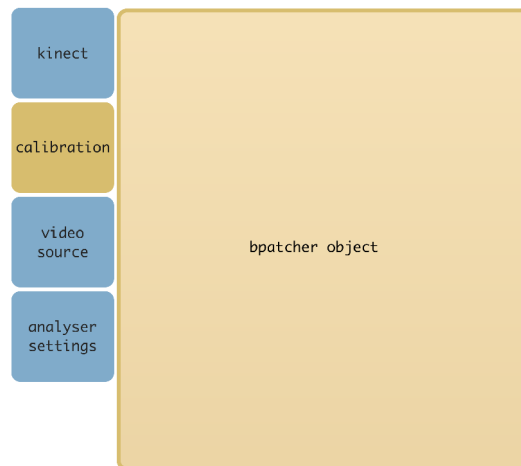 kinect
calibration
video
source
analyser
settings
bpatcher object